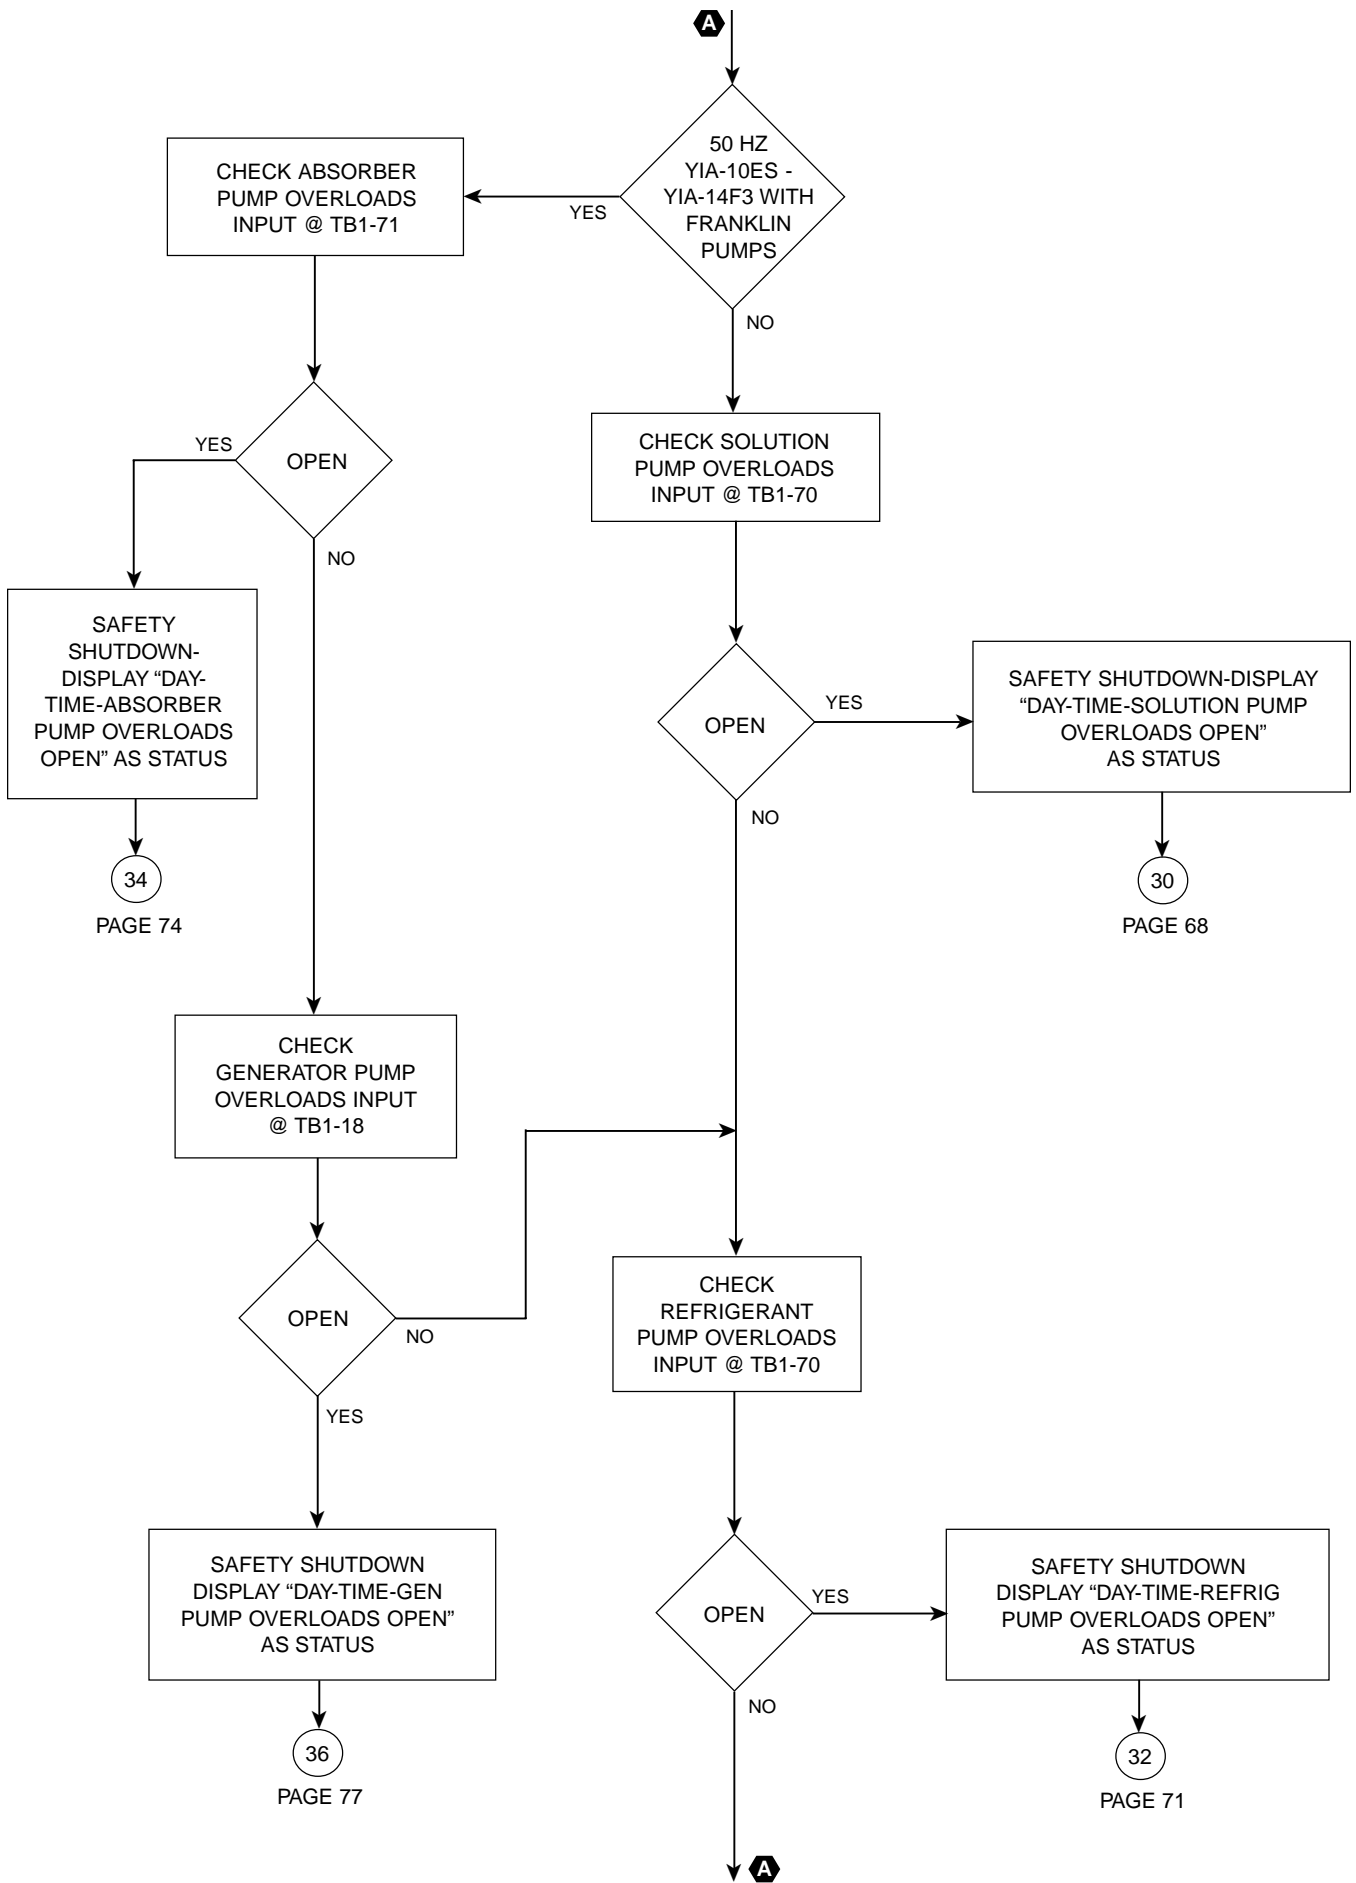 A
50 HZ
YIA-10ES -
YIA-14F3 WITH
FRANKLIN
PUMPS
YES
NO
CHECK ABSORBER
PUMP OVERLOADS
INPUT @ TB1-71
OPEN
YES
NO
CHECK SOLUTION
PUMP OVERLOADS
INPUT @ TB1-70
SAFETY
SHUTDOWN-
DISPLAY “DAY-
TIME-ABSORBER
PUMP OVERLOADS
OPEN” AS STATUS
34
PAGE 74
OPEN
YES
NO
SAFETY SHUTDOWN-DISPLAY
“DAY-TIME-SOLUTION PUMP
OVERLOADS OPEN”
AS STATUS
30
PAGE 68
CHECK
GENERATOR PUMP
OVERLOADS INPUT
@ TB1-18
OPEN
NO
YES
CHECK
REFRIGERANT
PUMP OVERLOADS
INPUT @ TB1-70
SAFETY SHUTDOWN
DISPLAY “DAY-TIME-GEN
PUMP OVERLOADS OPEN”
AS STATUS
36
PAGE 77
OPEN
YES
NO
SAFETY SHUTDOWN
DISPLAY “DAY-TIME-REFRIG
PUMP OVERLOADS OPEN”
AS STATUS
32
PAGE 71
A